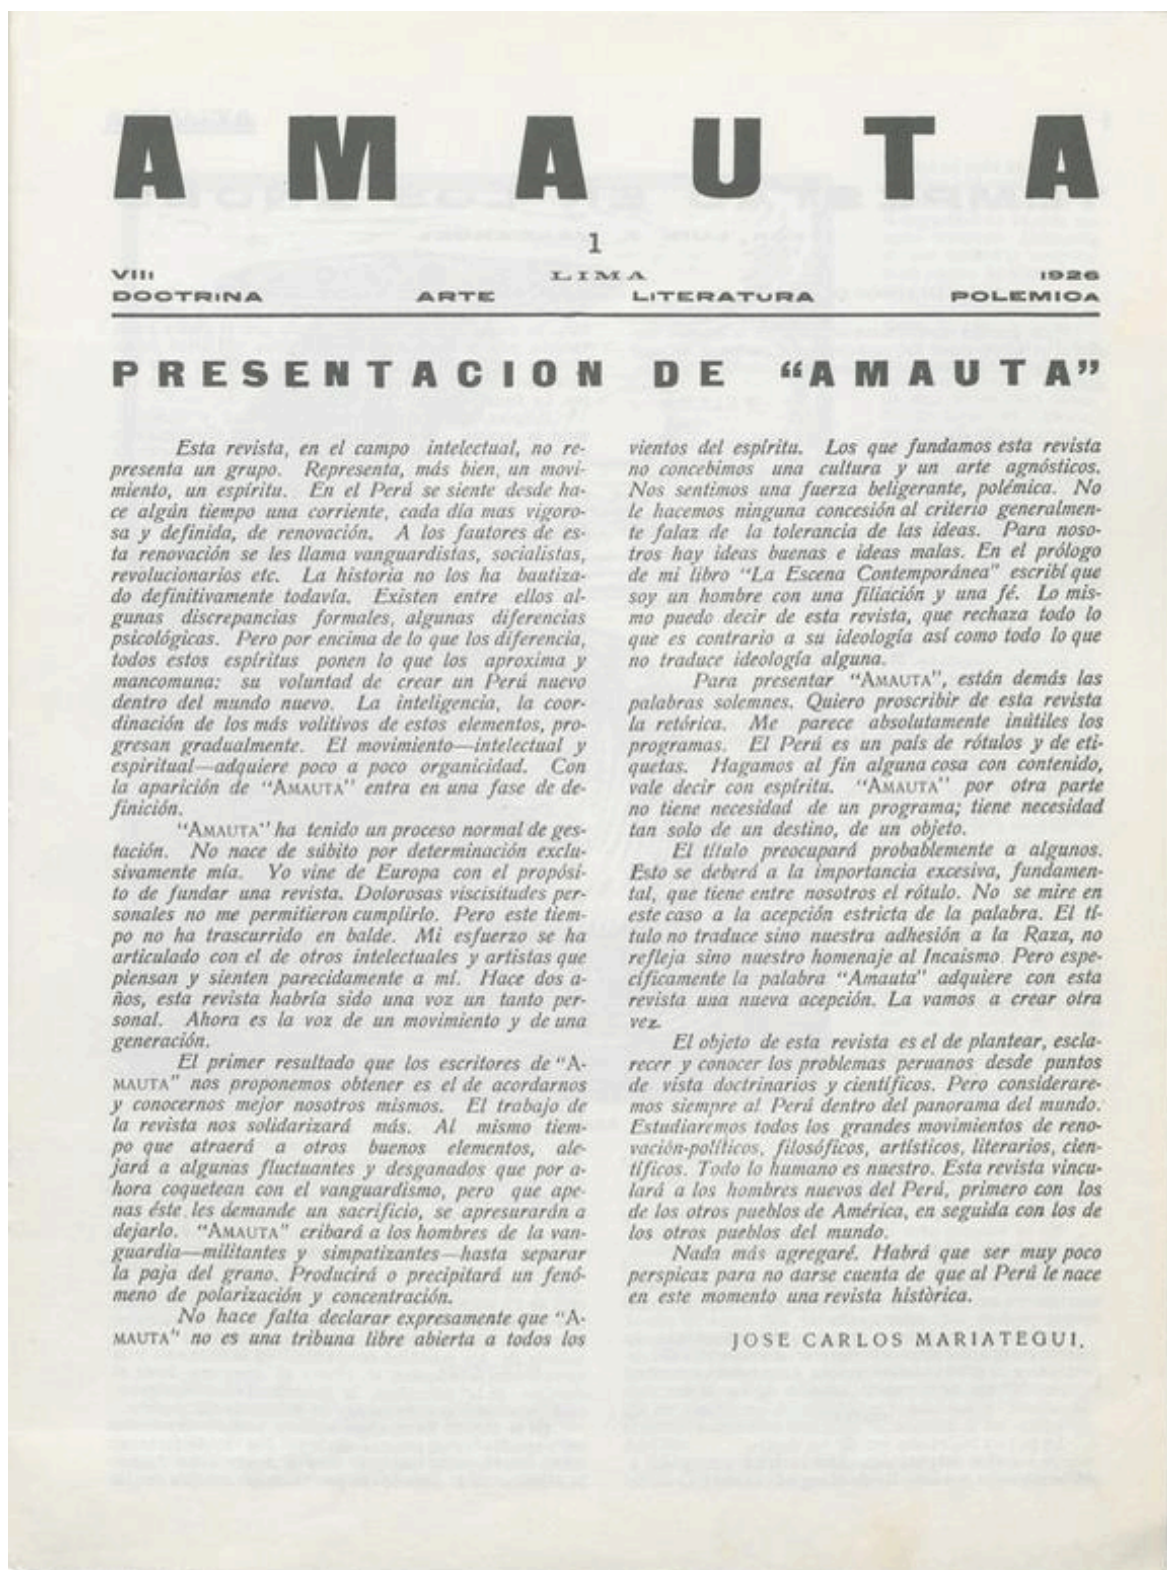 AMAUTA
1
VIII LIMA 1926
DOCTRINA ARTE LITERATURA POLEMICA
PRESENTACION DE “AMAUTA”
Esta revista, en el campo intelectual, no re-
presenta un grupo. Representa, más bien, un movi-
miento, un espíritu. En el Perú se siente desde ha-
ce algún tiempo una corriente, cada día mas vigoro-
sa y definida, de renovación. A los fautores de es-
ta renovación se les llama vanguardistas, socialistas,
revolucionarios etc. La historia no los ha bautiza-
do definitivamente todavía. Existen entre ellos al-
gunas discrepancias formales, algunas diferencias
psicológicas. Pero por encima de lo que los diferencia,
todos estos espíritus ponen lo que los aproxima y
mancomuna: su voluntad de crear un Perú nuevo
dentro del mundo nuevo. La inteligencia, la coor-
dinación de los más volitivos de estos elementos, pro-
gresan gradualmente. El movimiento—intelectual y
espiritual—adquiere poco a poco organicidad. Con
la aparición de “AMAUTA” entra en una fase de de-
finición.
“AMAUTA” ha tenido un proceso normal de ges-
tación. No nace de súbito por determinación exclu-
sivamente mía. Yo vine de Europa con el propósi-
to de fundar una revista. Dolorosas viscisitudes per-
sonales no me permitieron cumplirlo. Pero este tiem-
po no ha trascurrido en balde. Mi esfuerzo se ha
articulado con el de otros intelectuales y artistas que
piensan y sienten parecidamente a mí. Hace dos a-
ños, esta revista habría sido una voz un tanto per-
sonal. Ahora es la voz de un movimiento y de una
generación.
El primer resultado que los escritores de “A-
MAUTA” nos proponemos obtener es el de acordarnos
y conocernos mejor nosotros mismos. El trabajo de
la revista nos solidarizará más. Al mismo tiem-
po que atraerá a otros buenos elementos, ale-
jará a algunas fluctuantes y desganados que por a-
hora coquetean con el vanguardismo, pero que ape-
nas éste les demande un sacrificio, se apresurarán a
dejarlo. “AMAUTA” cribará a los hombres de la van-
guardia—militantes y simpatizantes—hasta separar
la paja del grano. Producirá o precipitará un fenó-
meno de polarización y concentración.
No hace falta declarar expresamente que “A-
MAUTA” no es una tribuna libre abierta a todos los
vientos del espíritu. Los que fundamos esta revista
no concebimos una cultura y un arte agnósticos.
Nos sentimos una fuerza beligerante, polémica. No
le hacemos ninguna concesión al criterio generalmen-
te falaz de la tolerancia de las ideas. Para noso-
tros hay ideas buenas e ideas malas. En el prólogo
de mi libro “La Escena Contemporánea” escribí que
soy un hombre con una filiación y una fé. Lo mis-
mo puedo decir de esta revista, que rechaza todo lo
que es contrario a su ideología así como todo lo que
no traduce ideología alguna.
Para presentar “AMAUTA”, están demás las
palabras solemnes. Quiero proscribir de esta revista
la retórica. Me parece absolutamente inútiles los
programas. El Perú es un país de rótulos y de eti-
quetas. Hagamos al fin alguna cosa con contenido,
vale decir con espíritu. “AMAUTA” por otra parte
no tiene necesidad de un programa; tiene necesidad
tan solo de un destino, de un objeto.
El título preocupará probablemente a algunos.
Esto se deberá a la importancia excesiva, fundamen-
tal, que tiene entre nosotros el rótulo. No se mire en
este caso a la acepción estricta de la palabra. El tí-
tulo no traduce sino nuestra adhesión a la Raza, no
refleja sino nuestro homenaje al Incaismo. Pero espe-
cíficamente la palabra “Amauta” adquiere con esta
revista una nueva acepción. La vamos a crear otra
vez.
El objeto de esta revista es el de plantear, escla-
recer y conocer los problemas peruanos desde puntos
de vista doctrinarios y científicos. Pero considerare-
mos siempre al Perú dentro del panorama del mundo.
Estudiaremos todos los grandes movimientos de reno-
vación-políticos, filosóficos, artísticos, literarios, cien-
tíficos. Todo lo humano es nuestro. Esta revista vincu-
lará a los hombres nuevos del Perú, primero con los
de los otros pueblos de América, en seguida con los de
los otros pueblos del mundo.
Nada más agregaré. Habrá que ser muy poco
perspicaz para no darse cuenta de que al Perú le nace
en este momento una revista històrica.
JOSE CARLOS MARIATEGUI.